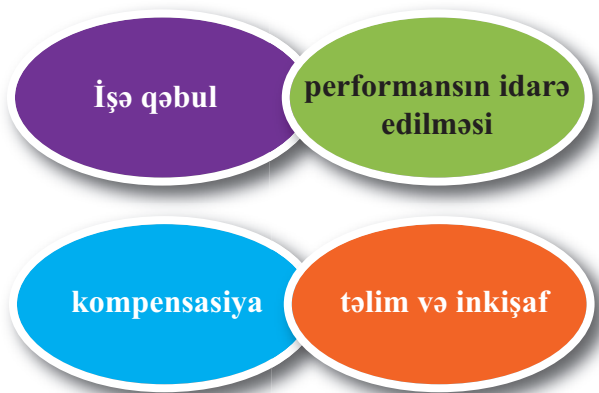 İşə qəbul
performansın idarə
edilməsi
kompensasiya
təlim və inkişaf